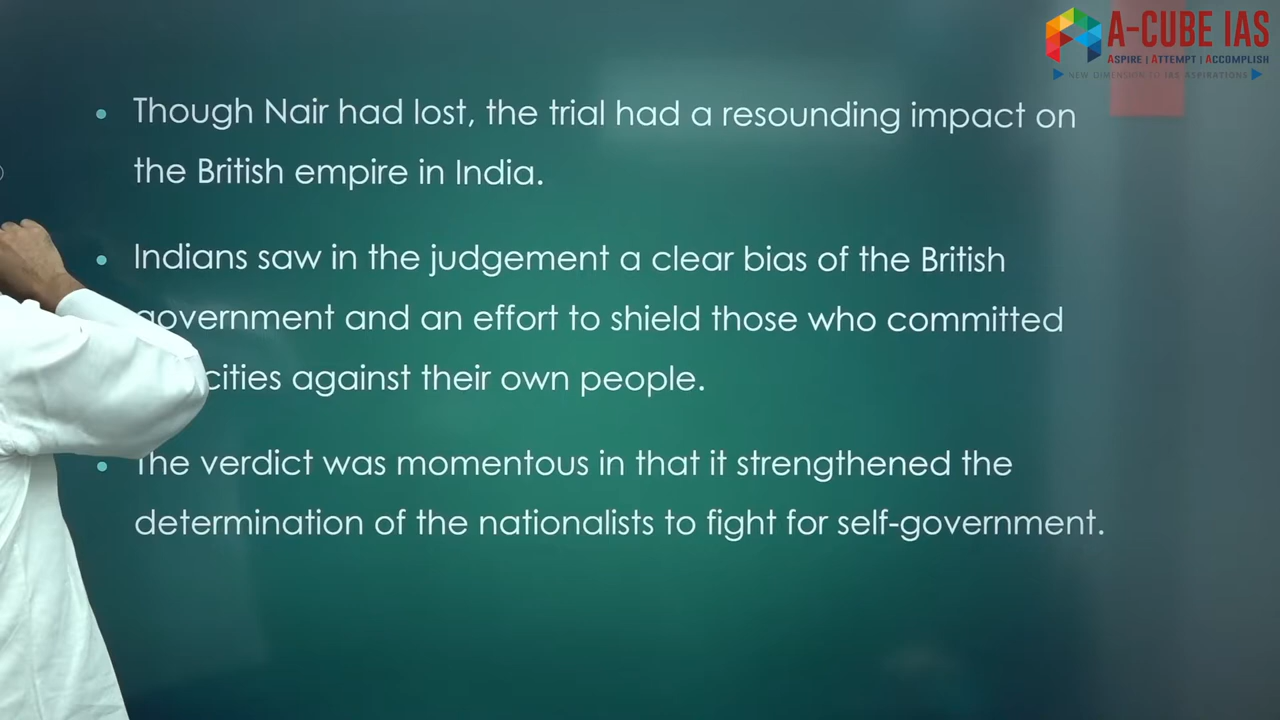 A-CUBE IAS
ASPIRE | ATTEMPT | ACCOMPLISH
NEW DIMENSION TO IAS ASPIRATIONS
• Though Nair had lost, the trial had a resounding impact on
the British empire in India.
• Indians saw in the judgement a clear bias of the British
government and an effort to shield those who committed
cities against their own people.
• The verdict was momentous in that it strengthened the
determination of the nationalists to fight for self-government.